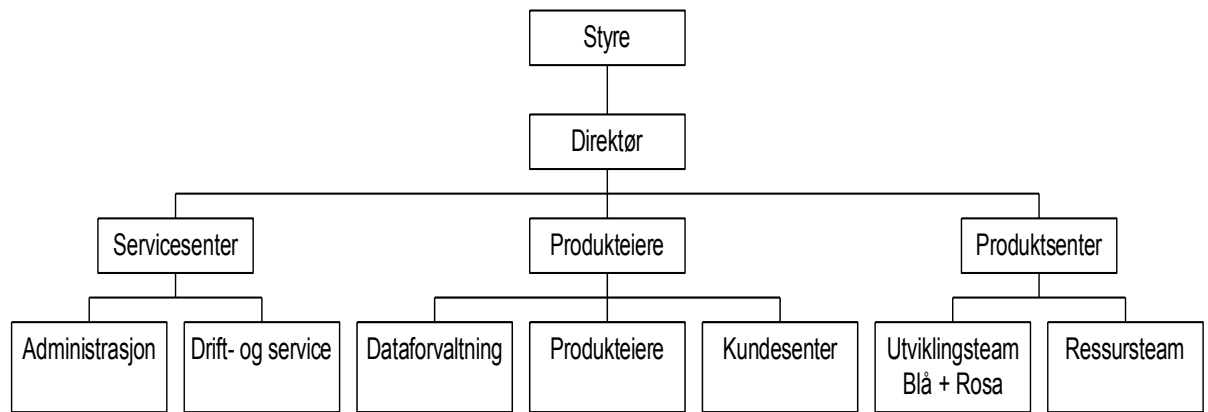 Styre
Direktør
Servicesenter
Produkteiere
Produktsenter
Administrasjon
Drift- og service
Dataforvaltning
Produkteiere
Kundesenter
Utviklingsteam
Blå + Rosa
Ressursteam